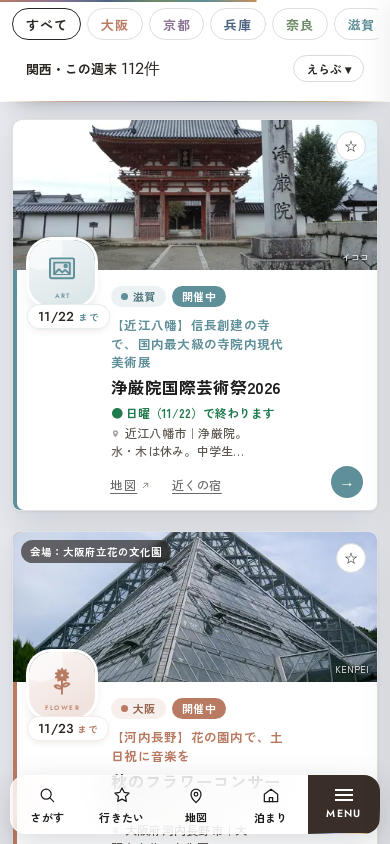 すべて
大阪
京都
兵庫
奈良
滋賀
関西・この週末 112件
えらぶ ▾
☆
浄厳院
イココ
ART
11/22 まで
滋賀
開催中
【近江八幡】信長創建の寺
で、国内最大級の寺院内現代
美術展
浄厳院国際芸術祭2026
日曜（11/22）で終わります
近江八幡市｜浄厳院。
水・木は休み。中学生…
地図 ↗
近くの宿
→
会場：大阪府立花の文化園
☆
KENPEI
FLOWER
11/23 まで
大阪
開催中
【河内長野】花の園内で、土
日祝に音楽を
秋のフラワーコンサー
大阪府河内長野市｜大
さがす
行きたい
地図
泊まり
MENU